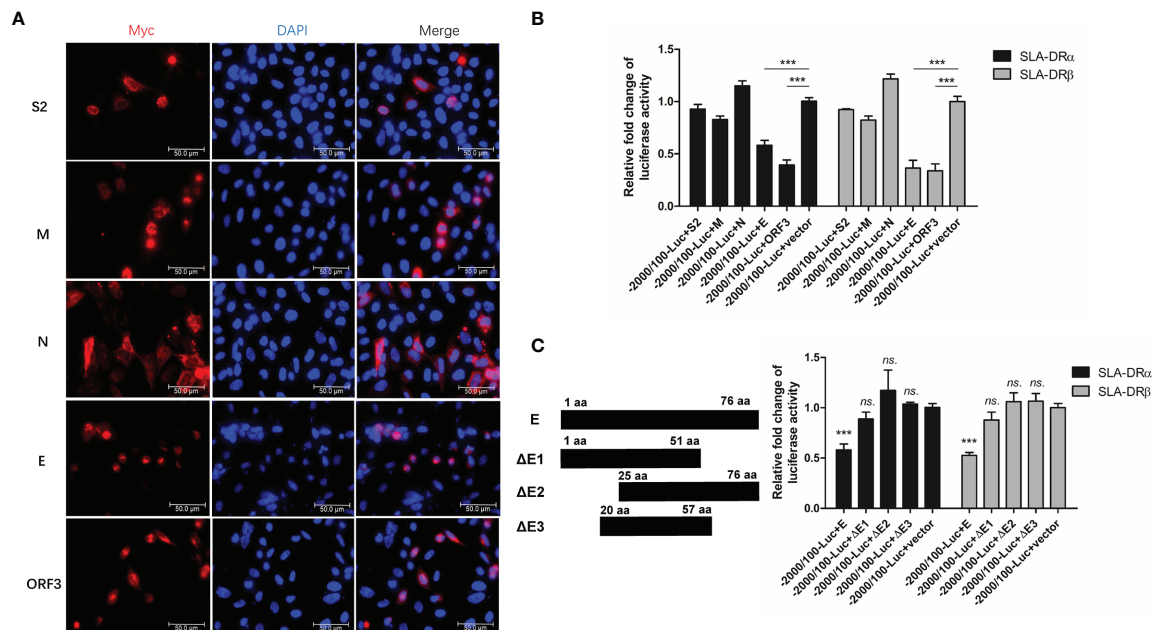 A
Myc
DAPI
Merge
S2
50.0 µm
50.0 µm
50.0 µm
M
50.0 µm
50.0 µm
50.0 µm
N
50.0 µm
50.0 µm
50.0 µm
E
50.0 µm
50.0 µm
50.0 µm
ORF3
50.0 µm
50.0 µm
50.0 µm
B
Relative fold change of
luciferase activity
1.5
1.0
0.5
0.0
***
***
***
***
SLA-DRα
SLA-DRβ
-2000/100-Luc+S2
-2000/100-Luc+M
-2000/100-Luc+N
-2000/100-Luc+E
-2000/100-Luc+ORF3
-2000/100-Luc+vector
-2000/100-Luc+S2
-2000/100-Luc+M
-2000/100-Luc+N
-2000/100-Luc+E
-2000/100-Luc+ORF3
-2000/100-Luc+vector
C
E
1 aa
76 aa
ΔE1
1 aa
51 aa
ΔE2
25 aa
76 aa
ΔE3
20 aa
57 aa
Relative fold change of
luciferase activity
1.5
1.0
0.5
0.0
***
ns.
ns.
ns.
***
ns.
ns.
ns.
SLA-DRα
SLA-DRβ
-2000/100-Luc+E
-2000/100-Luc+ΔE1
-2000/100-Luc+ΔE2
-2000/100-Luc+ΔE3
-2000/100-Luc+vector
-2000/100-Luc+E
-2000/100-Luc+ΔE1
-2000/100-Luc+ΔE2
-2000/100-Luc+ΔE3
-2000/100-Luc+vector